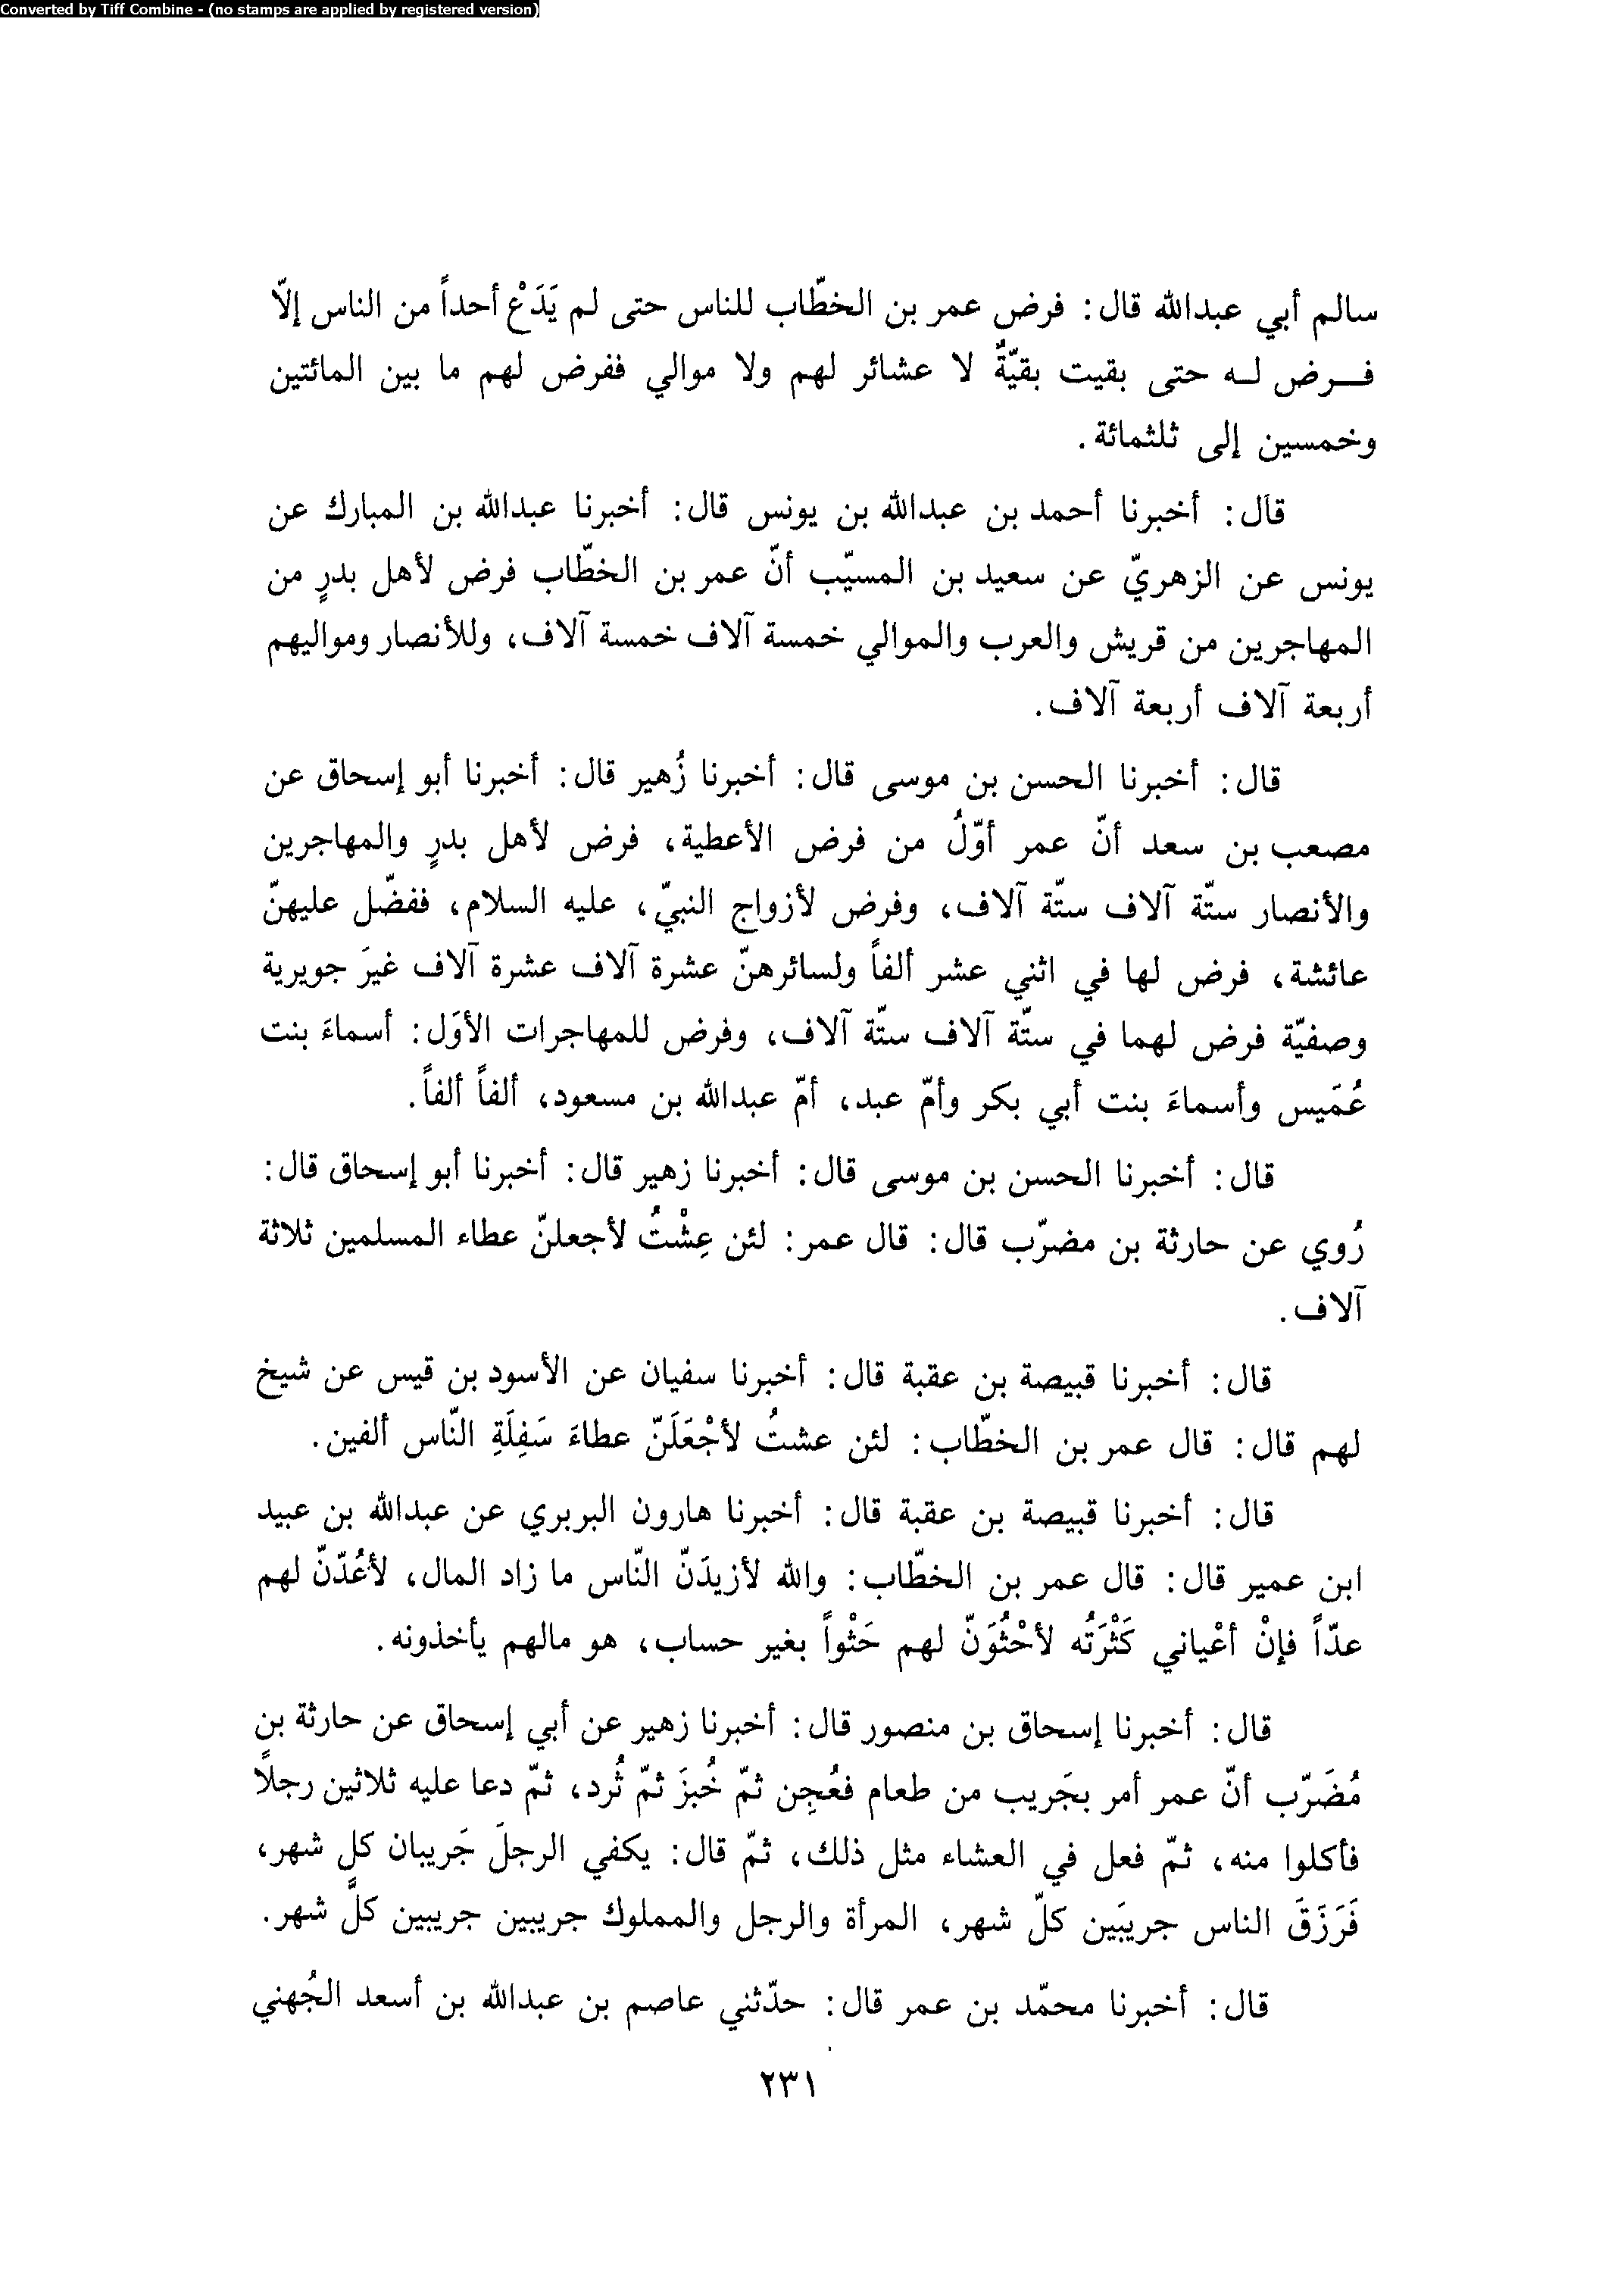 Converted by Tiff Combine - (no stamps are applied by registered version)
سالم أبي عبدالله قال: فرض عمر بن الخطّاب للناس حتى لم يَدَعْ أحداً من الناس إلّا
فـرض لـه حتى بقيت بقيّةٌ لا عشائر لهم ولا موالي ففرض لهم ما بين المائتين
وخمسين إلى ثلثمائة.
قال: أخبرنا أحمد بن عبدالله بن يونس قال: أخبرنا عبدالله بن المبارك عن
يونس عن الزهريّ عن سعيد بن المسيّب أنّ عمر بن الخطّاب فرض لأهل بدرٍ من
المهاجرين من قريش والعرب والموالي خمسة آلاف خمسة آلاف، وللأنصار ومواليهم
أربعة آلاف أربعة آلاف.
قال: أخبرنا الحسن بن موسى قال: أخبرنا زُهير قال: أخبرنا أبو إسحاق عن
مصعب بن سعد أنّ عمر أوّلُ من فرض الأعطية، فرض لأهل بدرٍ والمهاجرين
والأنصار ستّة آلاف ستّة آلاف، وفرض لأزواج النبيّ، عليه السلام، ففضّل عليهنّ
عائشة، فرض لها في اثني عشر ألفاً ولسائرهنّ عشرة آلاف عشرة آلاف غيرَ جويرية
وصفيّة فرض لهما في ستّة آلاف ستّة آلاف، وفرض للمهاجرات الأوَل: أسماءَ بنت
عُمَيس وأسماءَ بنت أبي بكر وأمّ عبد، أمّ عبدالله بن مسعود، ألفاً ألفاً.
قال: أخبرنا الحسن بن موسى قال: أخبرنا زهير قال: أخبرنا أبو إسحاق قال:
رُوي عن حارثة بن مضرّب قال: قال عمر: لئن عِشْتُ لأجعلنّ عطاء المسلمين ثلاثة
آلاف.
قال: أخبرنا قبيصة بن عقبة قال: أخبرنا سفيان عن الأسود بن قيس عن شيخ
لهم قال: قال عمر بن الخطّاب: لئن عشتُ لأجْعَلَنّ عطاءَ سَفِلَةِ النّاس ألفين.
قال: أخبرنا قبيصة بن عقبة قال: أخبرنا هارون البربري عن عبدالله بن عبيد
ابن عمير قال: قال عمر بن الخطّاب: والله لأزيدَنّ النّاس ما زاد المال، لأعُدّنّ لهم
عدّاً فإنْ أعْياني كَثْرَتُه لأحْثُوَنّ لهم حَثْواً بغير حساب، هو مالهم يأخذونه.
قال: أخبرنا إسحاق بن منصور قال: أخبرنا زهير عن أبي إسحاق عن حارثة بن
مُضَرّب أنّ عمر أمر بجَريب من طعام فعُجِن ثمّ خُبزَ ثمّ ثُرد، ثمّ دعا عليه ثلاثين رجلاً
فأكلوا منه، ثمّ فعل في العشاء مثل ذلك، ثمّ قال: يكفي الرجلَ جَريبان كلّ شهر،
فَرَزَقَ الناس جريبَين كلّ شهر، المرأة والرجل والمملوك جريبين جريبين كلّ شهر.
قال: أخبرنا محمّد بن عمر قال: حدّثني عاصم بن عبدالله بن أسعد الجُهني
٢٣١